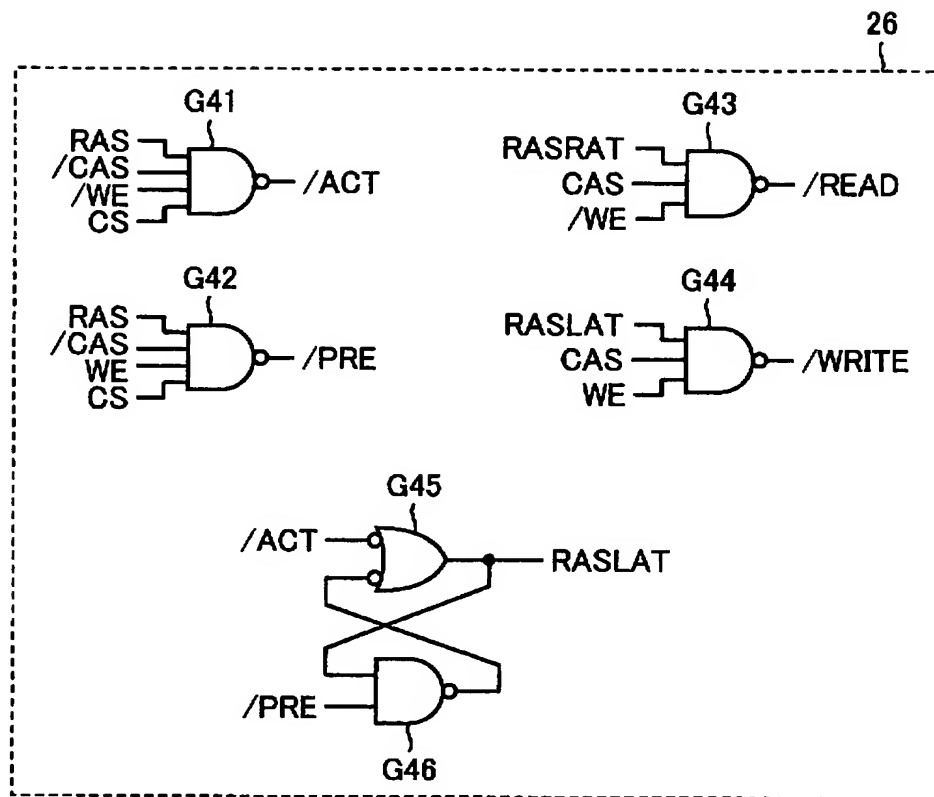 26
G41
RAS
/CAS
/WE
CS
/ACT
G43
RASRAT
CAS
/WE
/READ
G42
RAS
/CAS
WE
CS
/PRE
G44
RASLAT
CAS
WE
/WRITE
G45
/ACT
RASLAT
/PRE
G46